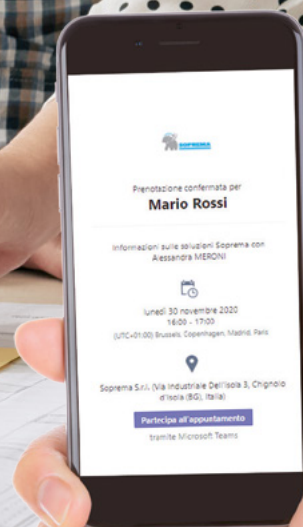 SOPREMA
Prenotazione confermata per
Mario Rossi
Informazioni sulle soluzioni Soprema con
Alessandra MERONI
lunedì 30 novembre 2020
16:00 - 17:00
(UTC+01:00) Brussels, Copenhagen, Madrid, Paris
Soprema S.r.l. (Via Industriale Dell'Isola 3, Chignolo
d'Isola (BG), Italia)
Partecipa all'appuntamento
tramite Microsoft Teams